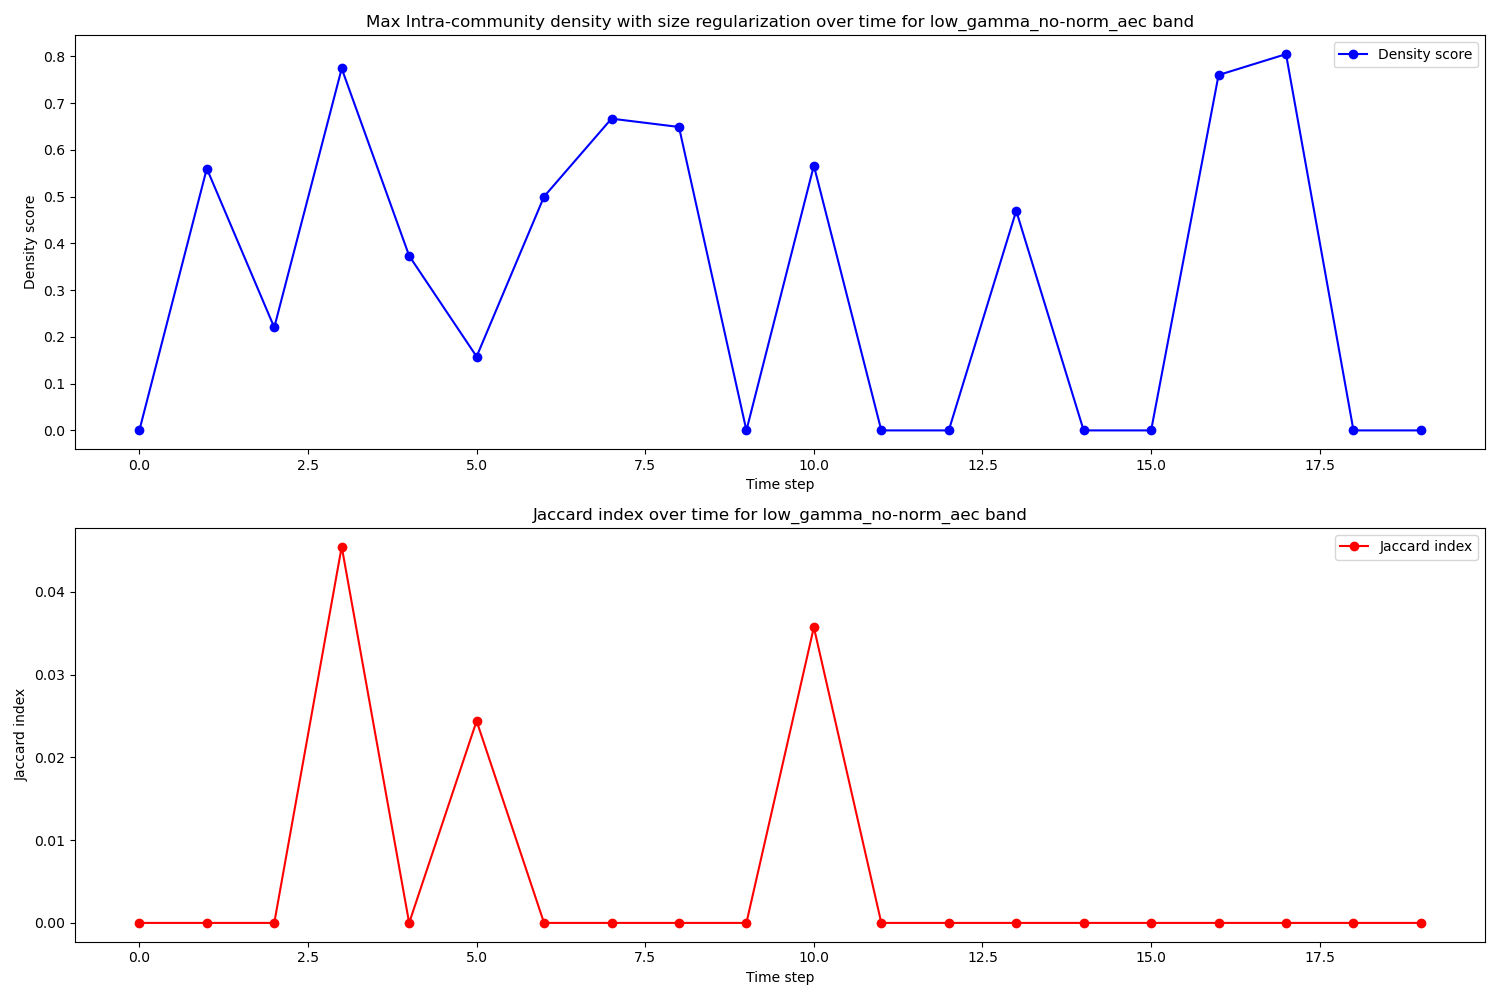 Max Intra-community density with size regularization over time for low_gamma_no-norm_aec band
Density score
0.8
0.7
0.6
0.5
0.4
0.3
0.2
0.1
0.0
Density score
0.0 2.5 5.0 7.5 10.0 12.5 15.0 17.5
Time step
Jaccard index over time for low_gamma_no-norm_aec band
Jaccard index
0.04
0.03
0.02
0.01
0.00
Jaccard index
0.0 2.5 5.0 7.5 10.0 12.5 15.0 17.5
Time step